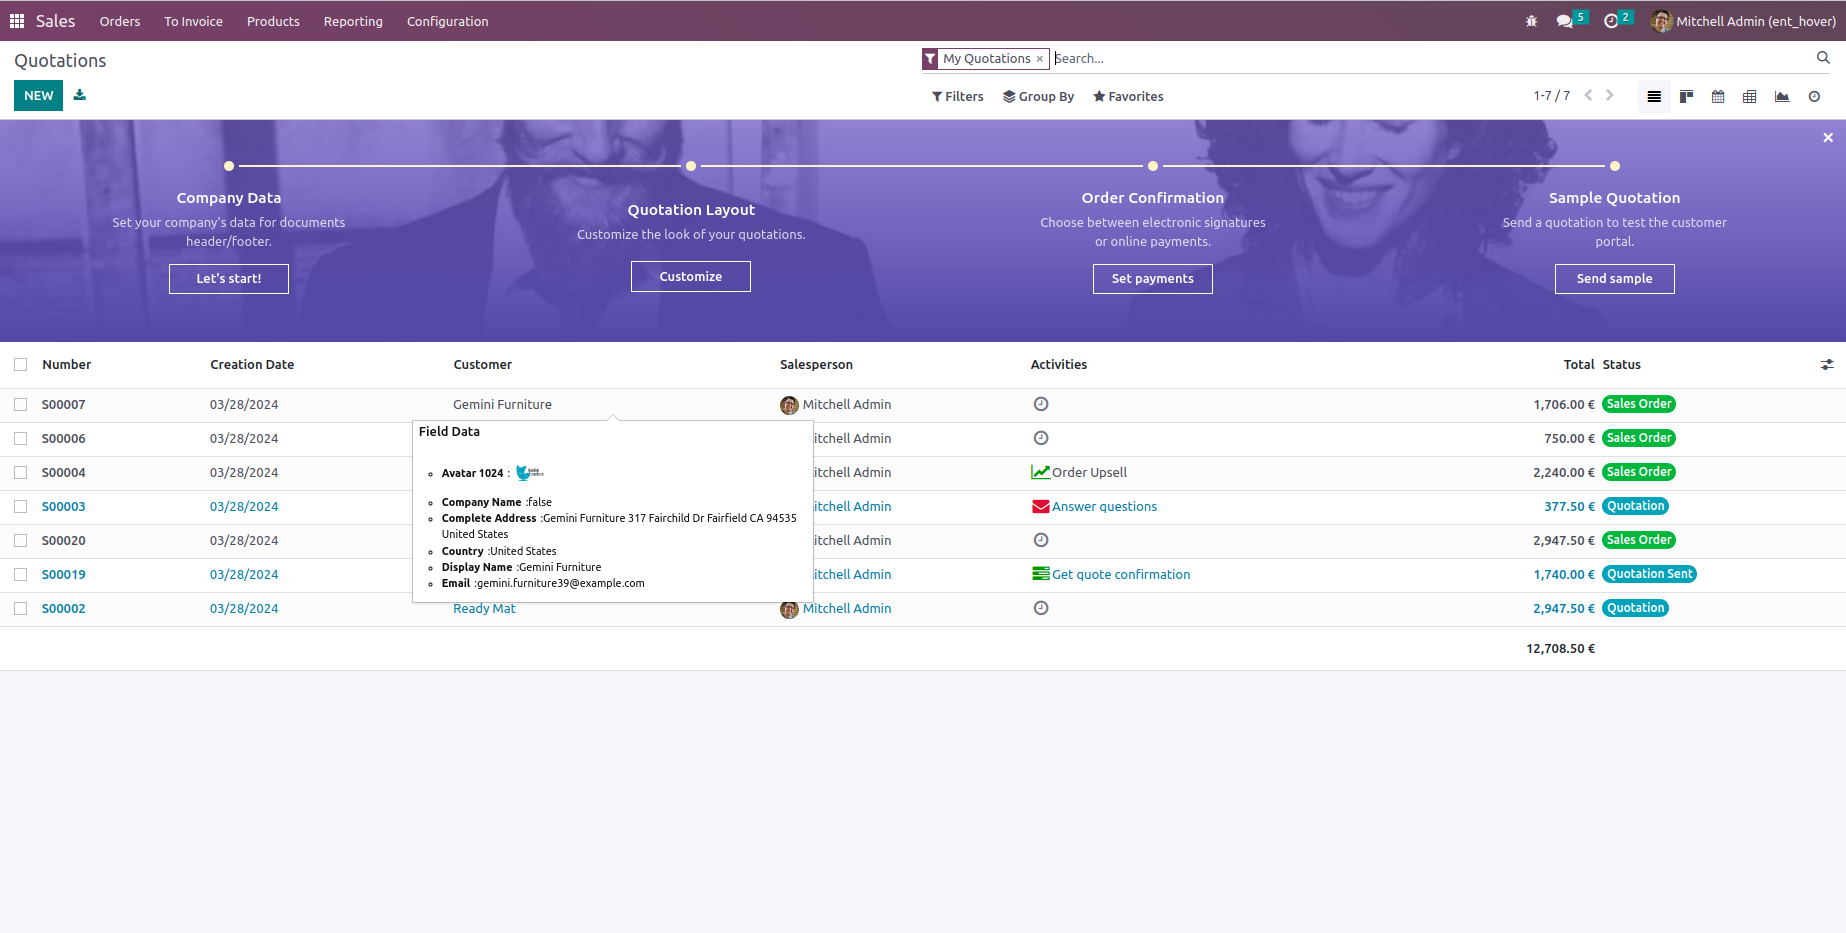 Sales Orders To Invoice Products Reporting Configuration 5 2 Mitchell Admin (ent_hover)
Quotations
My Quotations × Search...
NEW
Filters Group By Favorites 1-7 / 7
×
Company Data
Set your company's data for documents
header/footer.
Let's start!
Quotation Layout
Customize the look of your quotations.
Customize
Order Confirmation
Choose between electronic signatures
or online payments.
Set payments
Sample Quotation
Send a quotation to test the customer
portal.
Send sample
Number Creation Date Customer Salesperson Activities Total Status
S00007 03/28/2024 Gemini Furniture Mitchell Admin 1,706.00 € Sales Order
S00006 03/28/2024 itchell Admin 750.00 € Sales Order
S00004 03/28/2024 itchell Admin Order Upsell 2,240.00 € Sales Order
S00003 03/28/2024 itchell Admin Answer questions 377.50 € Quotation
S00020 03/28/2024 itchell Admin 2,947.50 € Sales Order
S00019 03/28/2024 itchell Admin Get quote confirmation 1,740.00 € Quotation Sent
S00002 03/28/2024 Ready Mat Mitchell Admin 2,947.50 € Quotation
12,708.50 €
Field Data
Avatar 1024 :
Company Name :false
Complete Address :Gemini Furniture 317 Fairchild Dr Fairfield CA 94535
United States
Country :United States
Display Name :Gemini Furniture
Email :gemini.furniture39@example.com